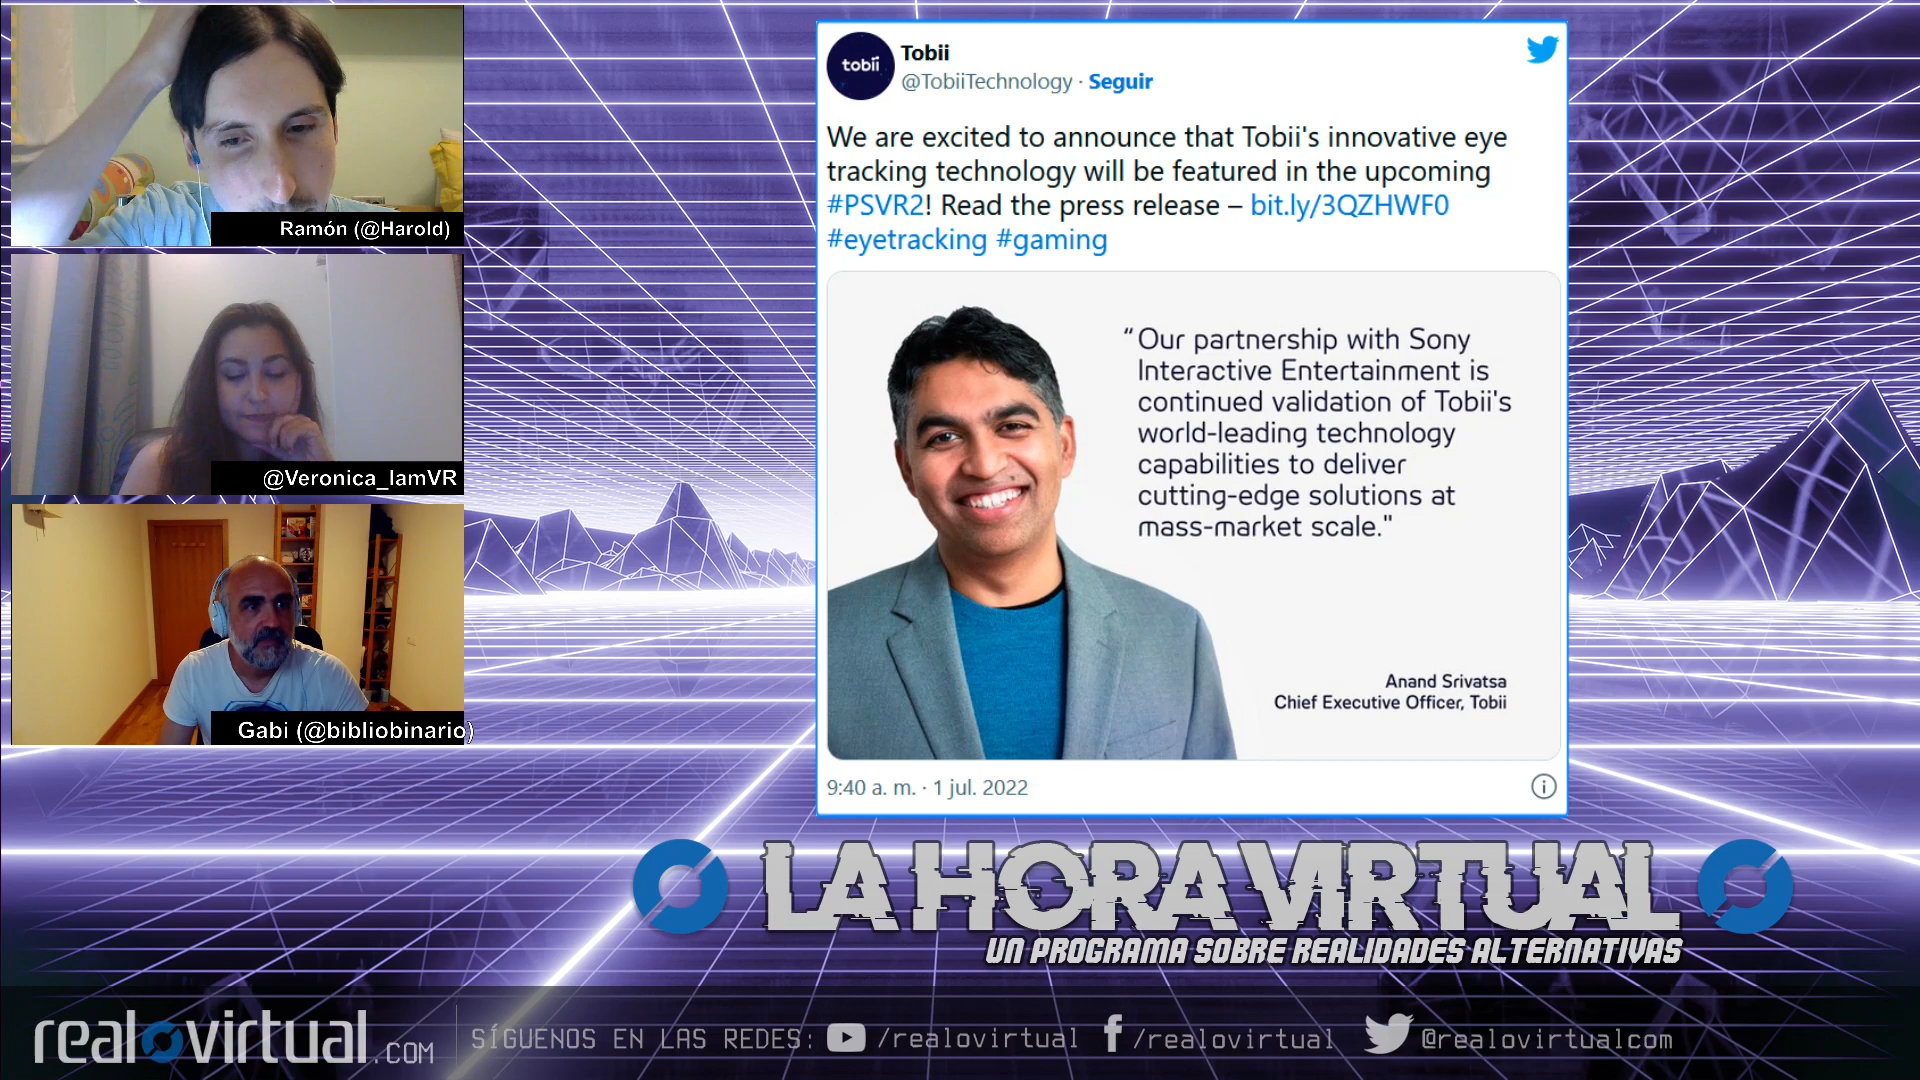 Ramón (@Harold)
@Veronica_IamVR
Gabi (@bibliobinario)
tobii
Tobii
@TobiiTechnology · Seguir
We are excited to announce that Tobii's innovative eye
tracking technology will be featured in the upcoming
#PSVR2! Read the press release – bit.ly/3QZHWF0
#eyetracking #gaming
“Our partnership with Sony
Interactive Entertainment is
continued validation of Tobii's
world-leading technology
capabilities to deliver
cutting-edge solutions at
mass-market scale."
Anand Srivatsa
Chief Executive Officer, Tobii
9:40 a. m. · 1 jul. 2022
LA HORA VIRTUAL
UN PROGRAMA SOBRE REALIDADES ALTERNATIVAS
realovirtual.COM
SÍGUENOS EN LAS REDES: /realovirtual /realovirtual @realovirtualcom